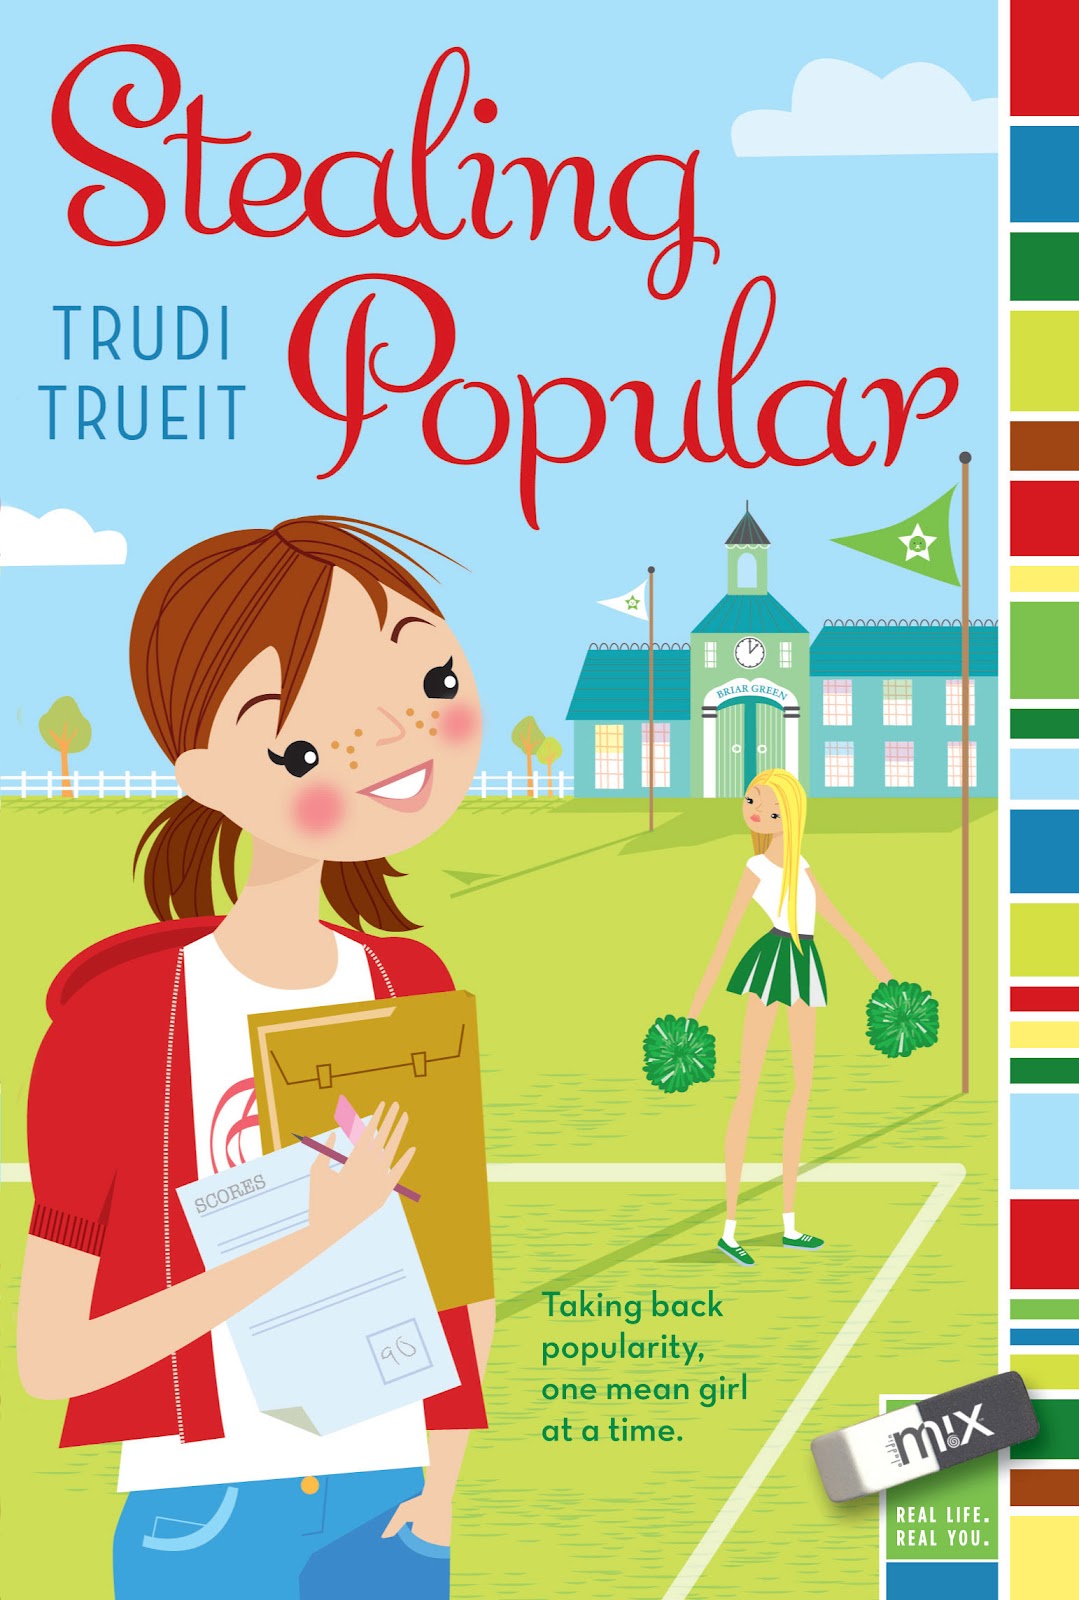 Stealing
Popular
TRUDI
TRUEIT
BRIAR GREEN
SCORES
90
Taking back
popularity,
one mean girl
at a time.
mix
REAL LIFE.
REAL YOU.